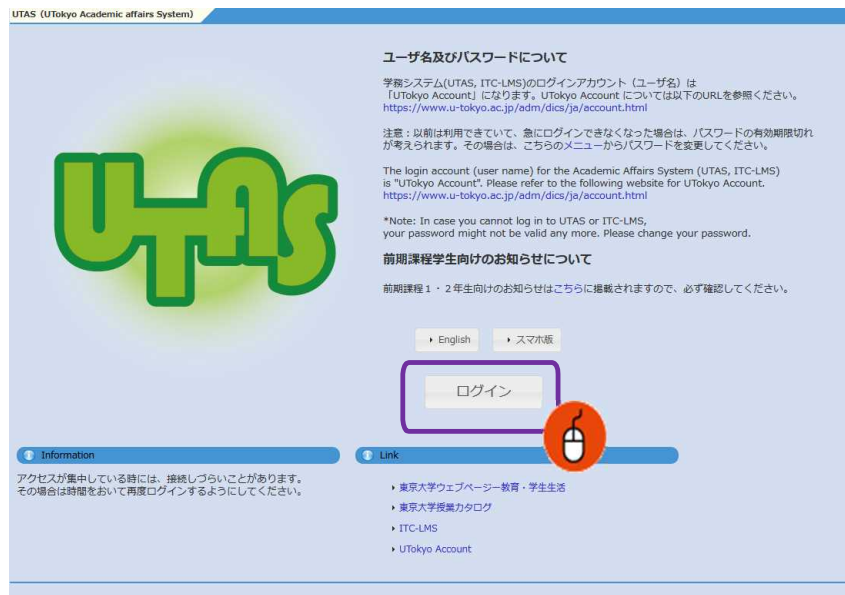 UTAS (UTokyo Academic affairs System)
UTAS
ユーザ名及びパスワードについて
学務システム(UTAS, ITC-LMS)のログインアカウント（ユーザ名）は
「UTokyo Account」になります。UTokyo Account については以下のURLを参照ください。
https://www.u-tokyo.ac.jp/adm/dics/ja/account.html
注意：以前は利用できていて、急にログインできなくなった場合は、パスワードの有効期限切れ
が考えられます。その場合は、こちらのメニューからパスワードを変更してください。
The login account (user name) for the Academic Affairs System (UTAS, ITC-LMS)
is "UTokyo Account". Please refer to the following website for UTokyo Account.
https://www.u-tokyo.ac.jp/adm/dics/ja/account.html
*Note: In case you cannot log in to UTAS or ITC-LMS,
your password might not be valid any more. Please change your password.
前期課程学生向けのお知らせについて
前期課程１・２年生向けのお知らせはこちらに掲載されますので、必ず確認してください。
English
スマホ版
ログイン
Information
アクセスが集中している時には、接続しづらいことがあります。
その場合は時間をおいて再度ログインするようにしてください。
Link
東京大学ウェブページー教育・学生生活
東京大学授業カタログ
ITC-LMS
UTokyo Account